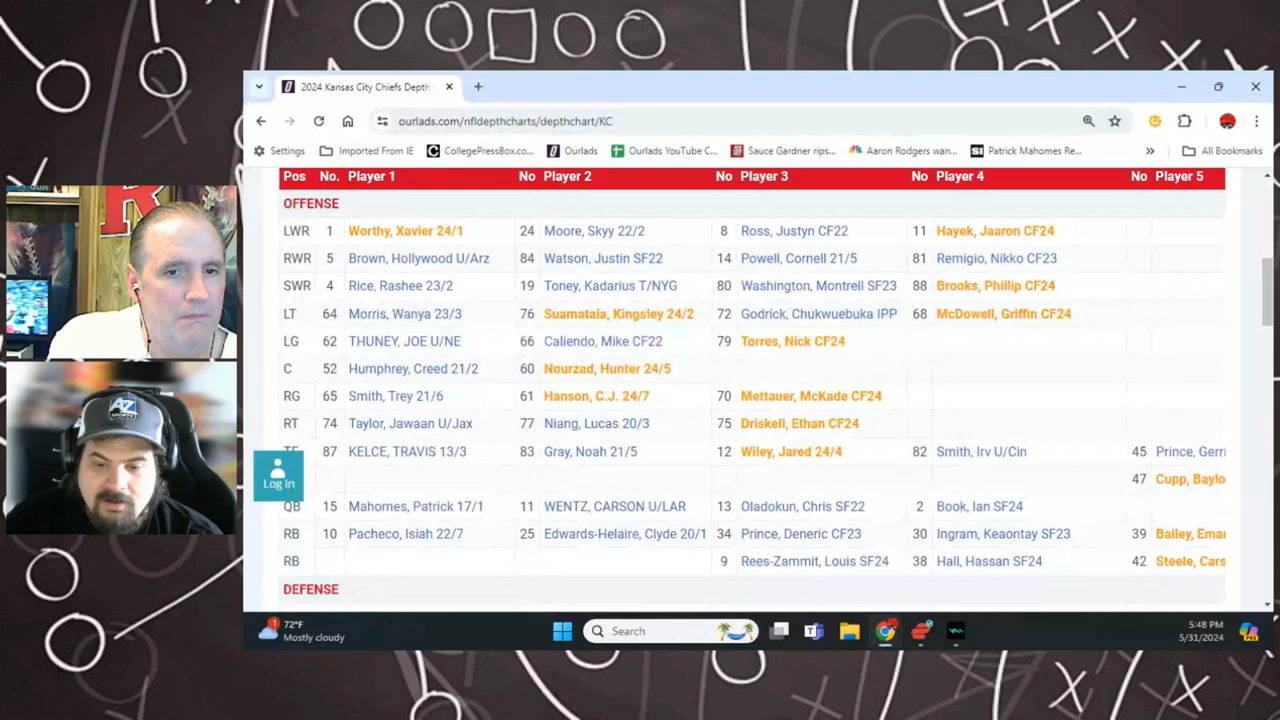 2024 Kansas City Chiefs Depth
ourlads.com/nfldepthcharts/depthchart/KC
Settings Imported From IE CollegePressBox.co... Ourlads Ourlads YouTube C... Sauce Gardner rips... Aaron Rodgers wan... Patrick Mahomes Re... » All Bookmarks
Pos No. Player 1 No Player 2 No Player 3 No Player 4 No Player 5
OFFENSE
LWR 1 Worthy, Xavier 24/1 24 Moore, Skyy 22/2 8 Ross, Justyn CF22 11 Hayek, Jaaron CF24
RWR 5 Brown, Hollywood U/Arz 84 Watson, Justin SF22 14 Powell, Cornell 21/5 81 Remigio, Nikko CF23
SWR 4 Rice, Rashee 23/2 19 Toney, Kadarius T/NYG 80 Washington, Montrell SF23 88 Brooks, Phillip CF24
LT 64 Morris, Wanya 23/3 76 Suamataia, Kingsley 24/2 72 Godrick, Chukwuebuka IPP 68 McDowell, Griffin CF24
LG 62 THUNEY, JOE U/NE 66 Caliendo, Mike CF22 79 Torres, Nick CF24
C 52 Humphrey, Creed 21/2 60 Nourzad, Hunter 24/5
RG 65 Smith, Trey 21/6 61 Hanson, C.J. 24/7 70 Mettauer, McKade CF24
RT 74 Taylor, Jawaan U/Jax 77 Niang, Lucas 20/3 75 Driskell, Ethan CF24
TE 87 KELCE, TRAVIS 13/3 83 Gray, Noah 21/5 12 Wiley, Jared 24/4 82 Smith, Irv U/Cin 45 Prince, Gerri
47 Cupp, Baylo
Log In
QB 15 Mahomes, Patrick 17/1 11 WENTZ, CARSON U/LAR 13 Oladokun, Chris SF22 2 Book, Ian SF24
RB 10 Pacheco, Isiah 22/7 25 Edwards-Helaire, Clyde 20/1 34 Prince, Deneric CF23 30 Ingram, Keaontay SF23 39 Bailey, Emar
RB 9 Rees-Zammit, Louis SF24 38 Hall, Hassan SF24 42 Steele, Cars
DEFENSE
72°F
Mostly cloudy
Search
5:48 PM
5/31/2024
R